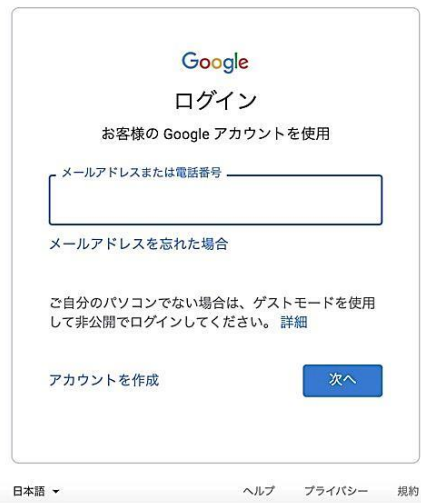 Google
ログイン
お客様の Google アカウントを使用
メールアドレスまたは電話番号
メールアドレスを忘れた場合
ご自分のパソコンでない場合は、ゲストモードを使用
して非公開でログインしてください。 詳細
アカウントを作成
次へ
日本語
ヘルプ
プライバシー
規約